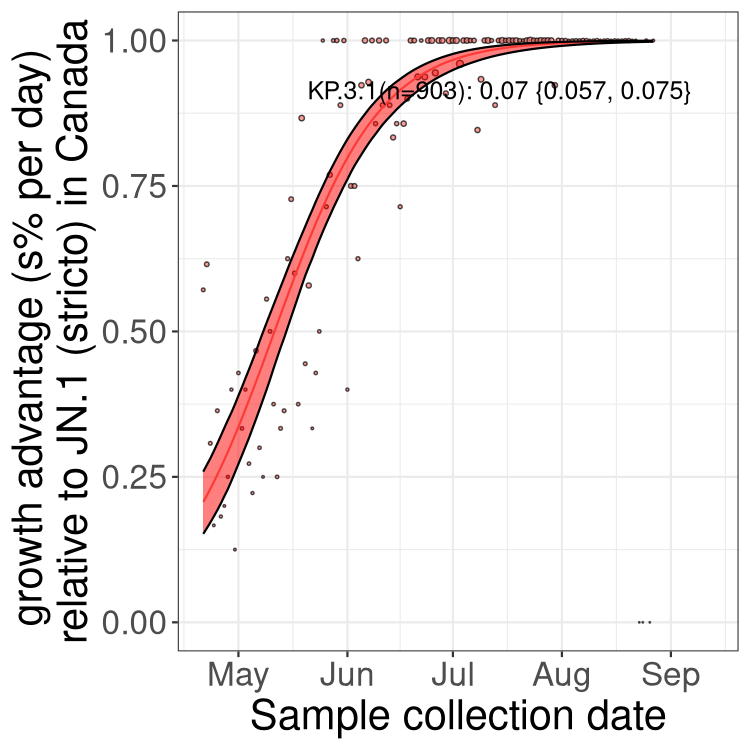 growth advantage (s% per day)
relative to JN.1 (stricto) in Canada
1.00
0.75
0.50
0.25
0.00
KP.3.1(n=903): 0.07 {0.057, 0.075}
May Jun Jul Aug Sep
Sample collection date